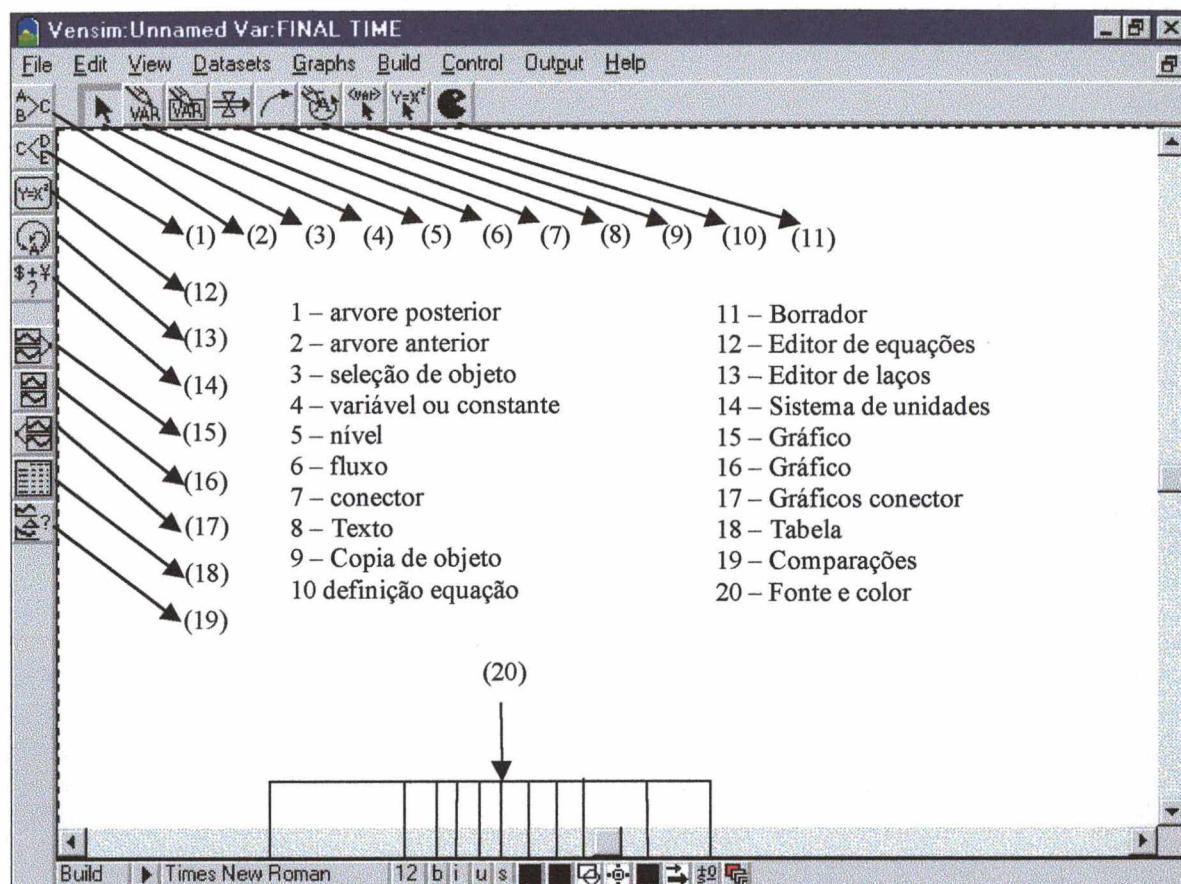 Vensim:Unnamed Var:FINAL TIME
File Edit View Datasets Graphs Build Control Output Help
A B > C
VAR VAR A <VAR> Y=X²
C < D E
Y=X²
A
$+¥ ?
?
(1) (2) (3) (4) (5) (6) (7) (8) (9) (10) (11)
(12)
(13)
(14)
(15)
(16)
(17)
(18)
(19)
1 – arvore posterior
2 – arvore anterior
3 – seleção de objeto
4 – variável ou constante
5 – nível
6 – fluxo
7 – conector
8 – Texto
9 – Copia de objeto
10 definição equação
11 – Borrador
12 – Editor de equações
13 – Editor de laços
14 – Sistema de unidades
15 – Gráfico
16 – Gráfico
17 – Gráficos conector
18 – Tabela
19 – Comparações
20 – Fonte e color
(20)
Build Times New Roman 12 b i u s